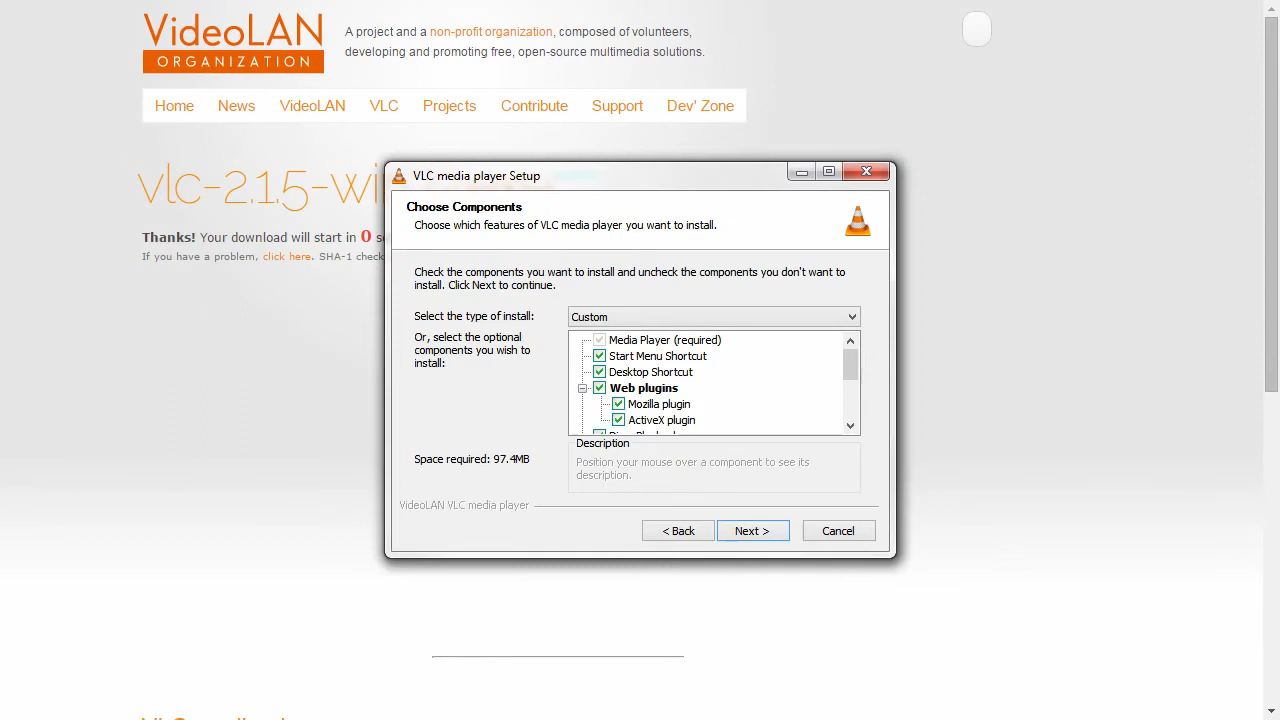 VideoLAN
ORGANIZATION
A project and a non-profit organization, composed of volunteers,
developing and promoting free, open-source multimedia solutions.
Home News VideoLAN VLC Projects Contribute Support Dev' Zone
vlc-2.1.5-wi
Thanks! Your download will start in 0 s
If you have a problem, click here. SHA-1 check
VLC media player Setup
Choose Components
Choose which features of VLC media player you want to install.
Check the components you want to install and uncheck the components you don't want to
install. Click Next to continue.
Select the type of install:
Custom
Or, select the optional
components you wish to
install:
Media Player (required)
Start Menu Shortcut
Desktop Shortcut
Web plugins
Mozilla plugin
ActiveX plugin
Space required: 97.4MB
Description
Position your mouse over a component to see its
description.
VideoLAN VLC media player
< Back
Next >
Cancel